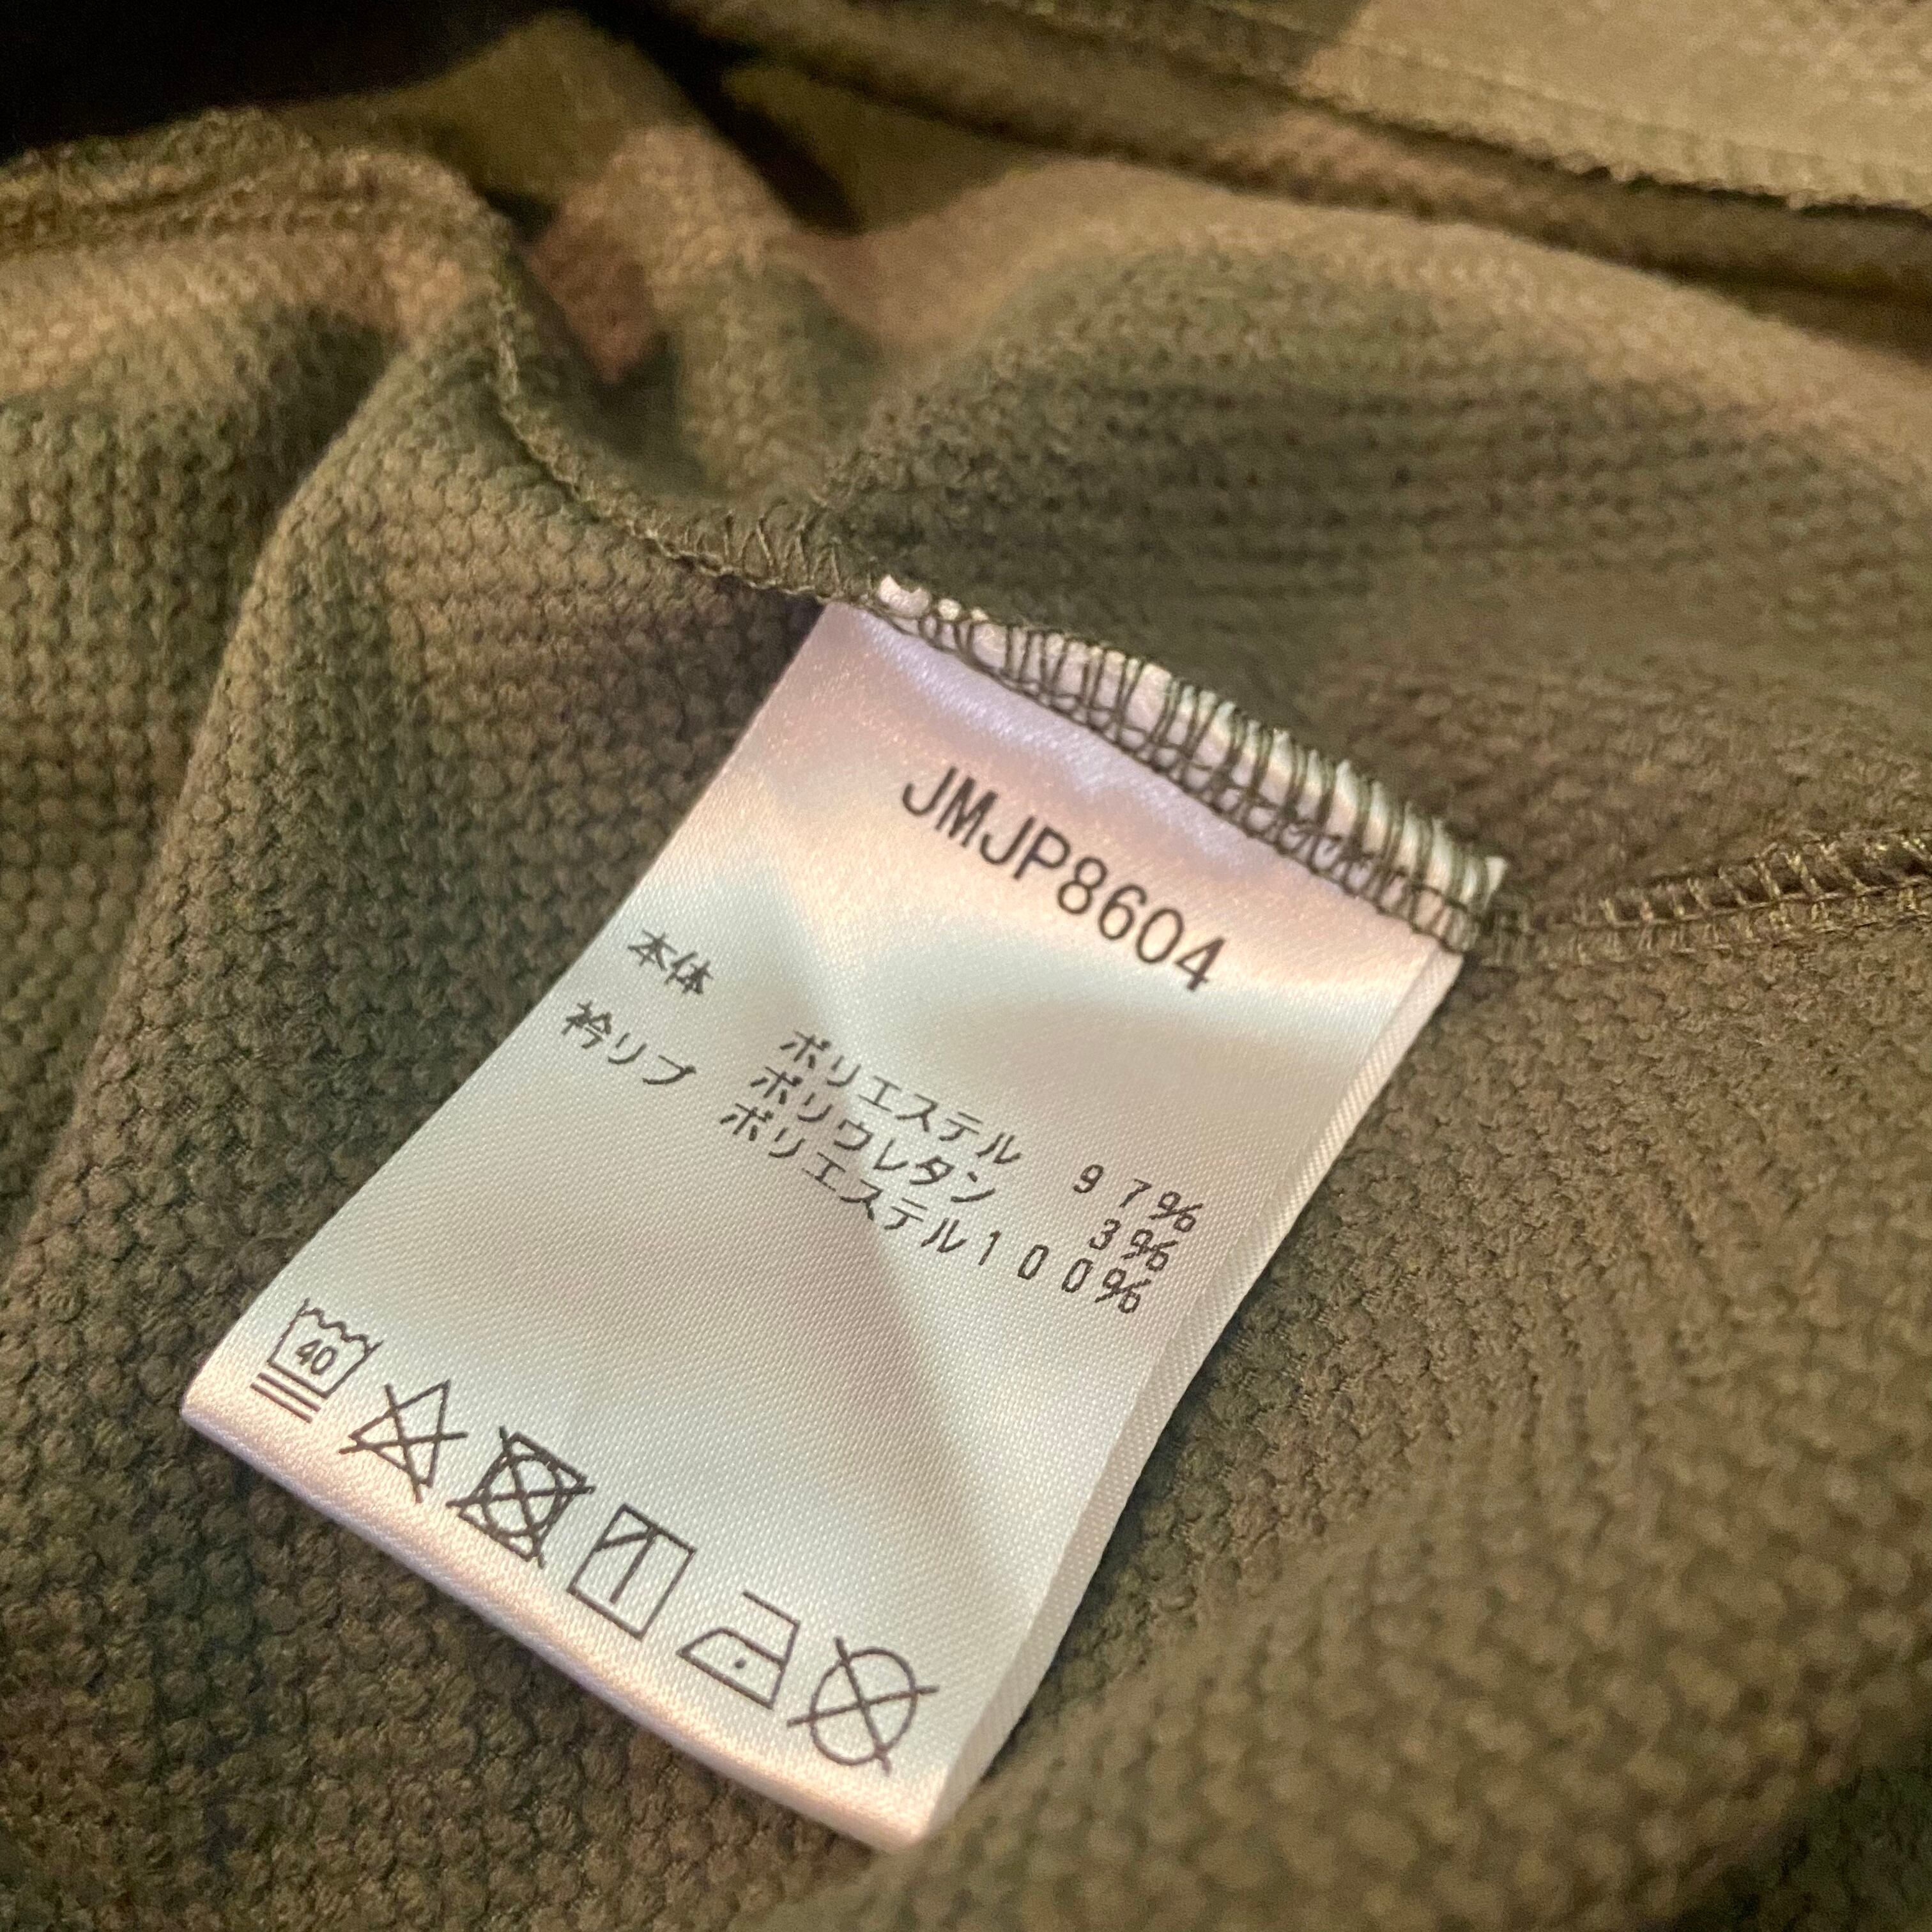 JMJP8604
本体 ポリエステル 97%
ポリウレタン 3%
衿リブ ポリエステル100%
40